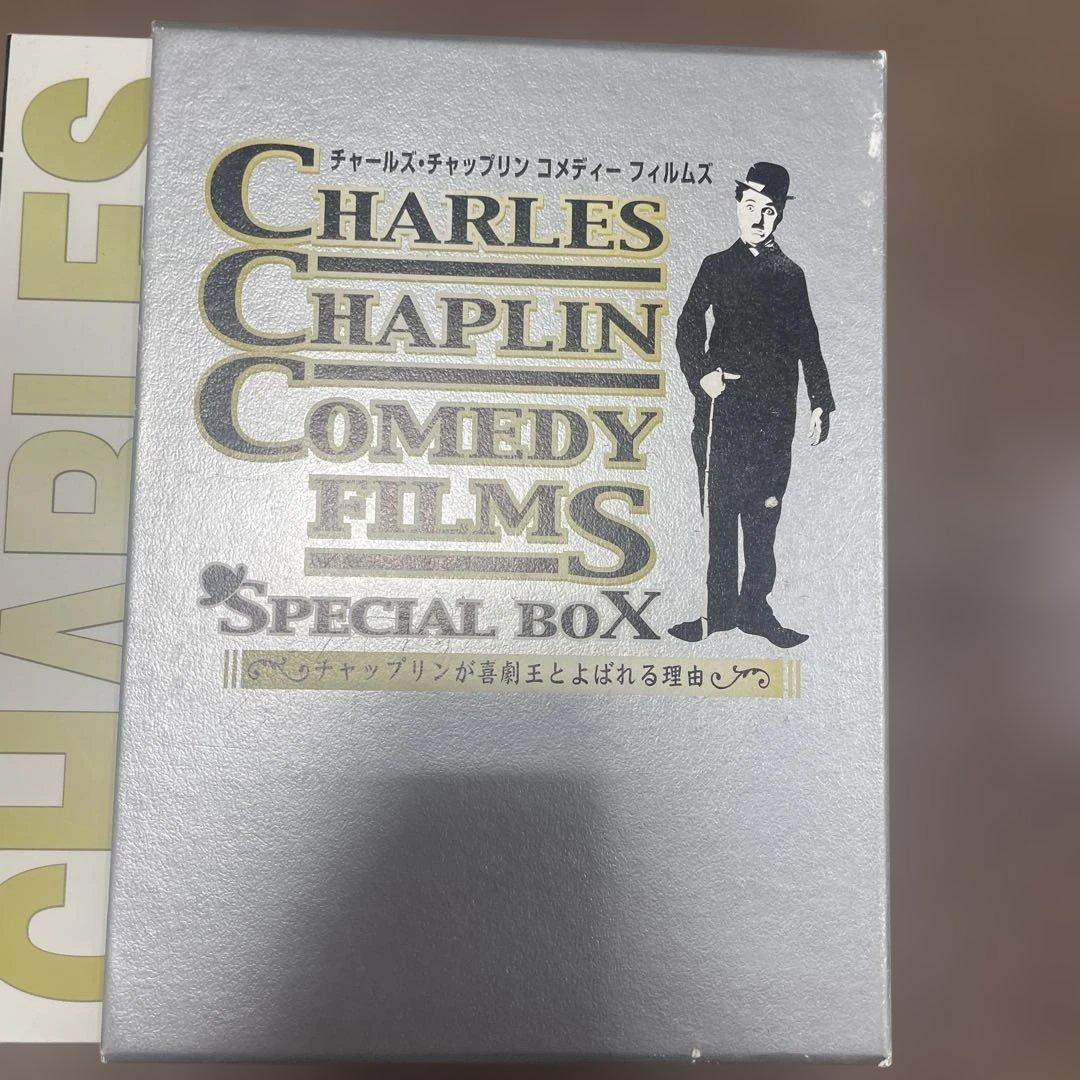 チャールズ・チャップリン コメディー フィルムズ
CHARLES
CHAPLIN
COMEDY
FILMS
SPECIAL BOX
チャップリンが喜劇王とよばれる理由
CHARLES